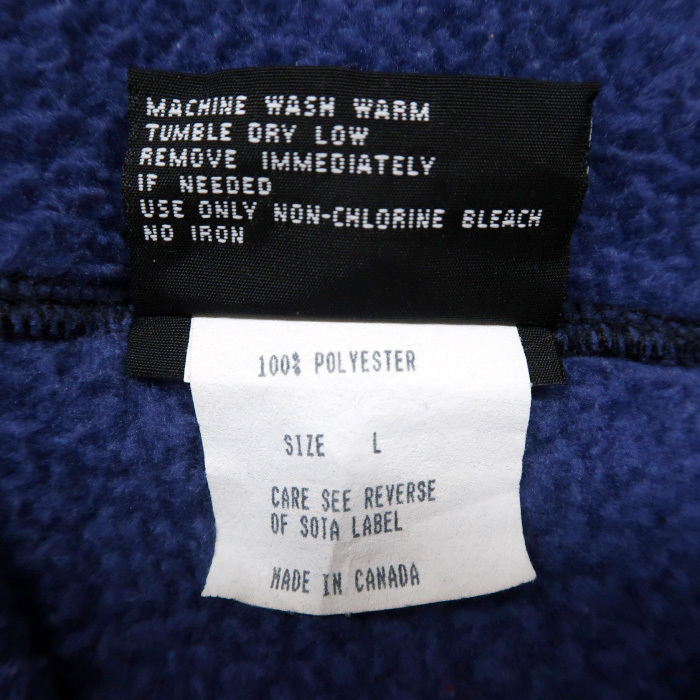 MACHINE WASH WARM
TUMBLE DRY LOW
REMOVE IMMEDIATELY
IF NEEDED
USE ONLY NON-CHLORINE BLEACH
NO IRON
100% POLYESTER
SIZE L
CARE SEE REVERSE
OF SOTA LABEL
MADE IN CANADA